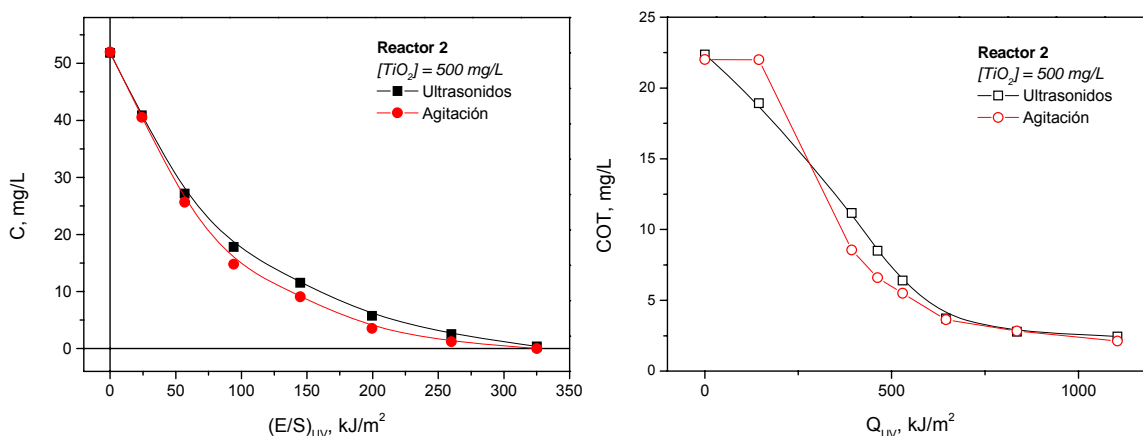 Reactor 2
[TiO₂] = 500 mg/L
Ultrasonidos
Agitación
C, mg/L
50
40
30
20
10
0
0
50
100
150
200
250
300
350
(E/S)UV, kJ/m²
Reactor 2
[TiO₂] = 500 mg/L
Ultrasonidos
Agitación
COT, mg/L
25
20
15
10
5
0
0
500
1000
QUV, kJ/m²